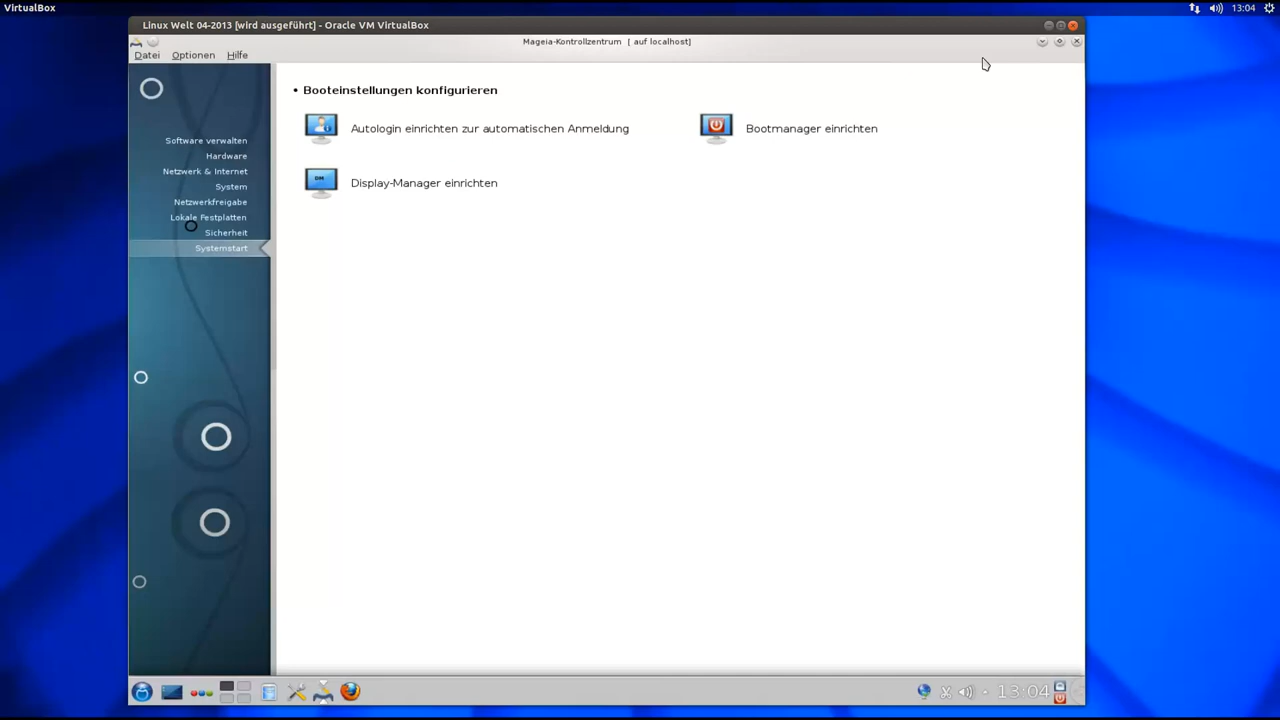 VirtualBox
13:04
Linux Welt 04-2013 [wird ausgeführt] - Oracle VM VirtualBox
Mageia-Kontrollzentrum [ auf localhost]
Datei Optionen Hilfe
• Booteinstellungen konfigurieren
Autologin einrichten zur automatischen Anmeldung
Bootmanager einrichten
DM
Display-Manager einrichten
Software verwalten
Hardware
Netzwerk & Internet
System
Netzwerkfreigabe
Lokale Festplatten
Sicherheit
Systemstart
13:04